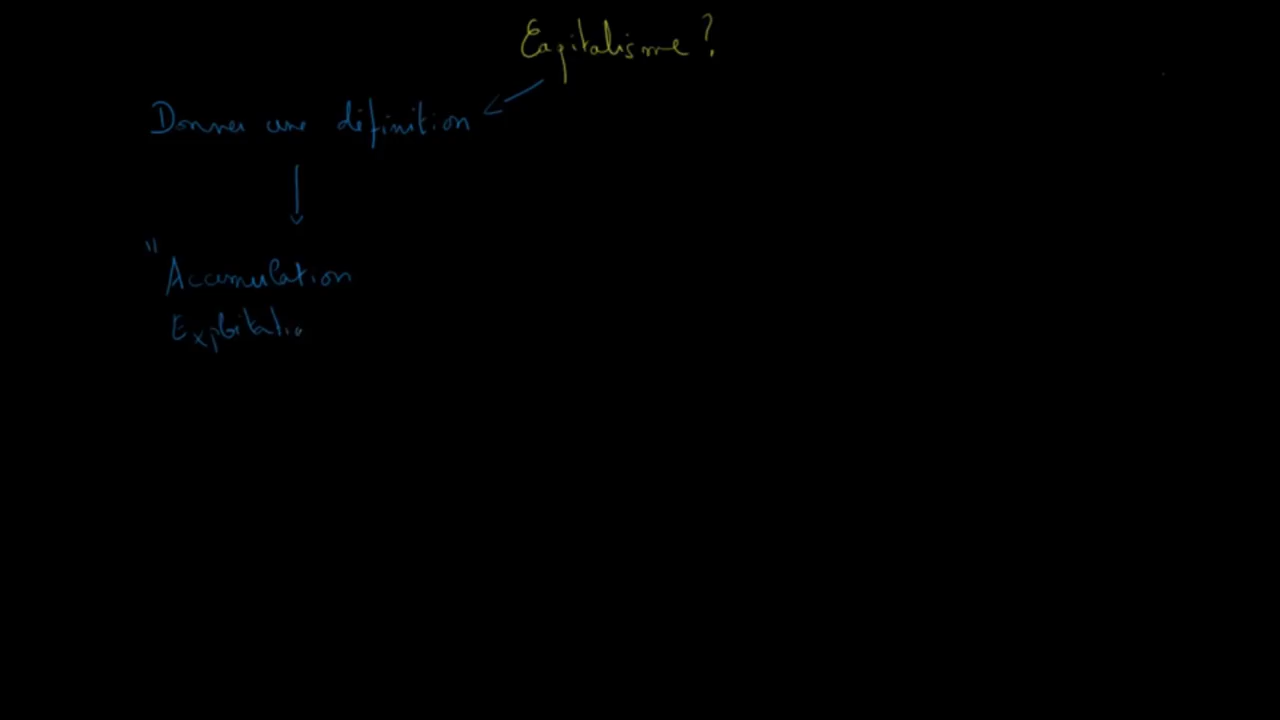 Capitalisme ?
Donner une définition
"Accumulation
Exploitatio